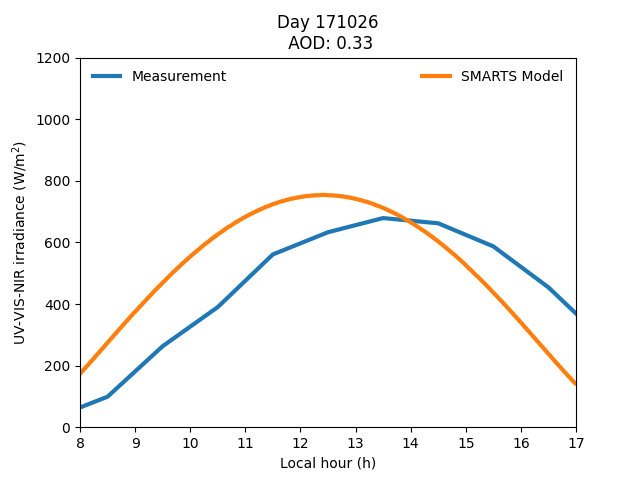 Day 171026
AOD: 0.33
Measurement
SMARTS Model
UV-VIS-NIR irradiance (W/m²)
1200
1000
800
600
400
200
0
8 9 10 11 12 13 14 15 16 17
Local hour (h)